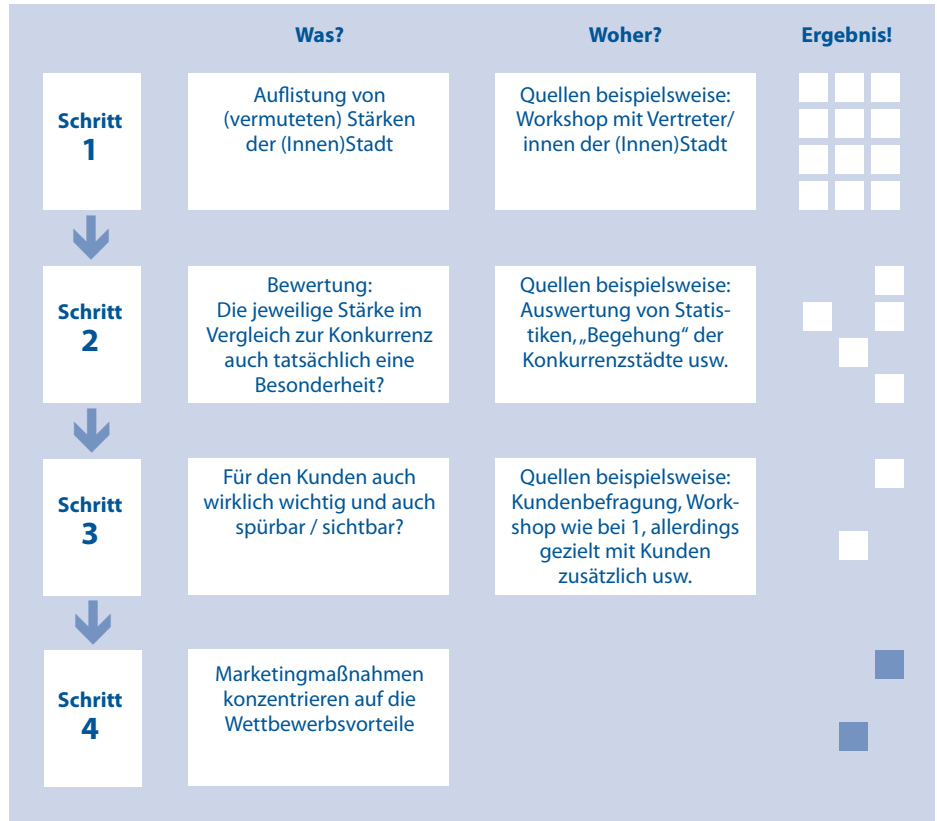 Was?
Woher?
Ergebnis!
Schritt
1
Auflistung von
(vermuteten) Stärken
der (Innen)Stadt
Quellen beispielsweise:
Workshop mit Vertreter/
innen der (Innen)Stadt
Schritt
2
Bewertung:
Die jeweilige Stärke im
Vergleich zur Konkurrenz
auch tatsächlich eine
Besonderheit?
Quellen beispielsweise:
Auswertung von Statis-
tiken, „Begehung“ der
Konkurrenzstädte usw.
Schritt
3
Für den Kunden auch
wirklich wichtig und auch
spürbar / sichtbar?
Quellen beispielsweise:
Kundenbefragung, Work-
shop wie bei 1, allerdings
gezielt mit Kunden
zusätzlich usw.
Schritt
4
Marketingmaßnahmen
konzentrieren auf die
Wettbewerbsvorteile